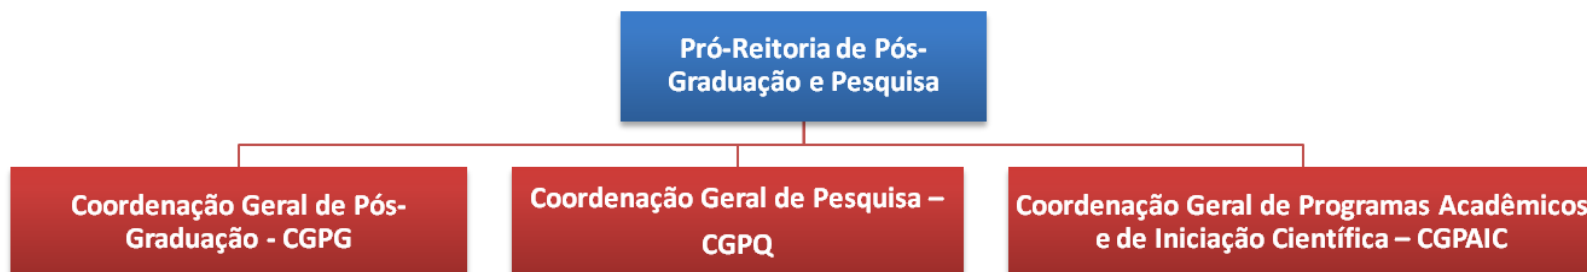 Pró-Reitoria de Pós-
Graduação e Pesquisa
Coordenação Geral de Pós-
Graduação - CGPG
Coordenação Geral de Pesquisa –
CGPQ
Coordenação Geral de Programas Acadêmicos
e de Iniciação Científica – CGPAIC